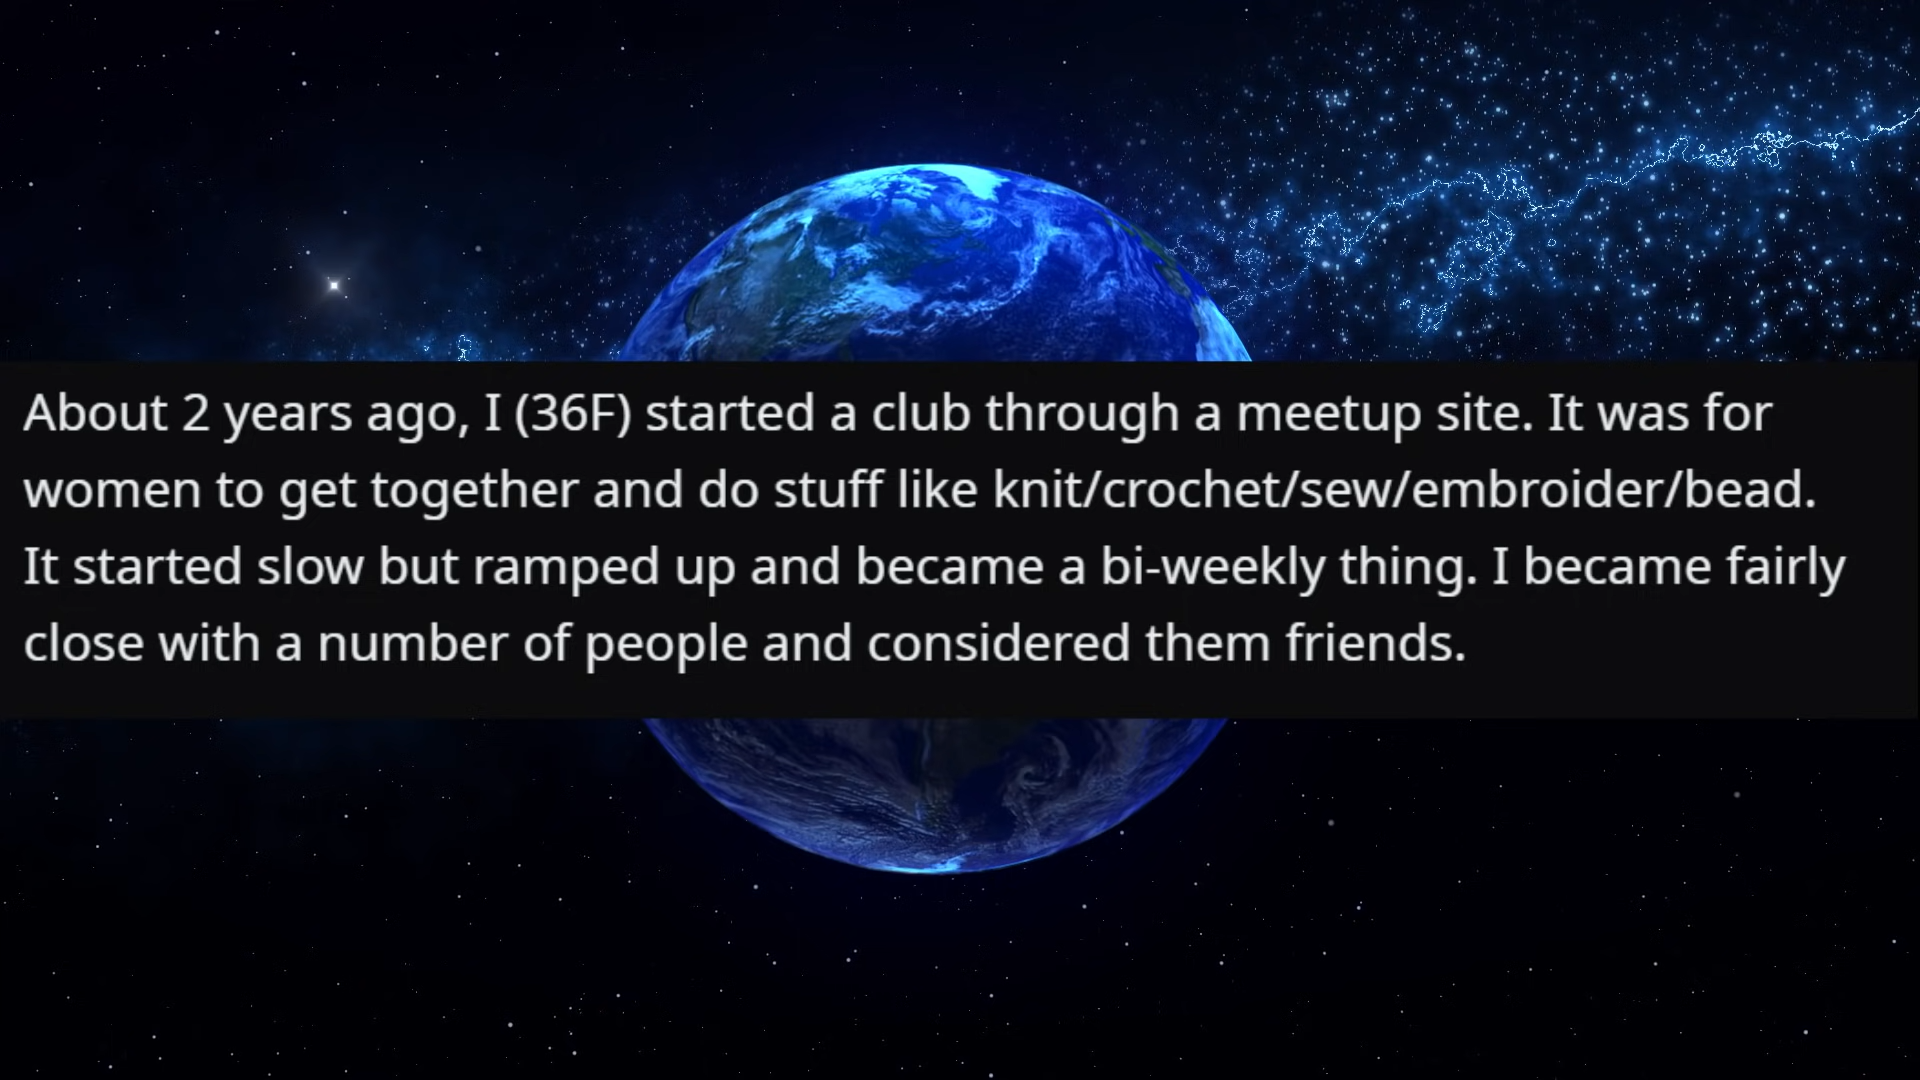 About 2 years ago, I (36F) started a club through a meetup site. It was for
women to get together and do stuff like knit/crochet/sew/embroider/bead.
It started slow but ramped up and became a bi-weekly thing. I became fairly
close with a number of people and considered them friends.